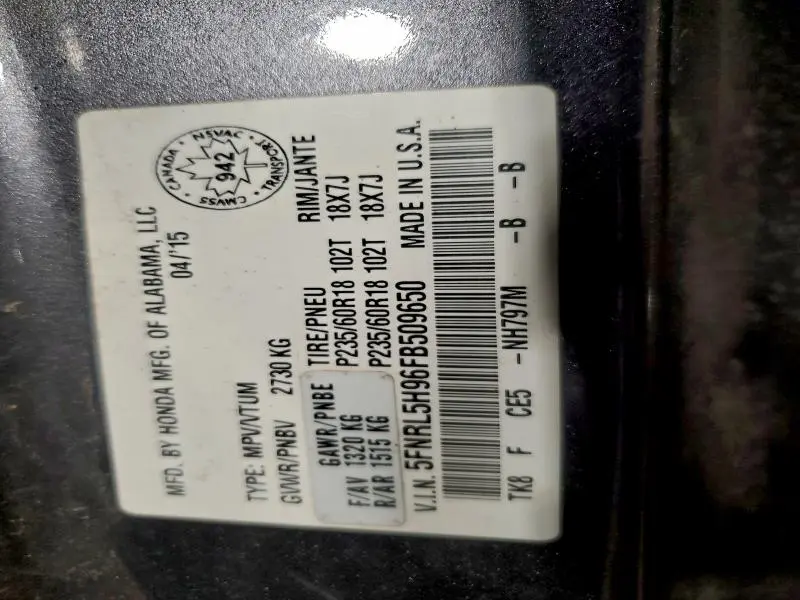 MFD. BY HONDA MFG. OF ALABAMA, LLC
04/'15
CANADA • NSVAC • TRANSPORT • CMVSS
942
TYPE: MPV/VTUM
GVWR/PNBV 2730 KG
GAWR/PNBE TIRE/PNEU RIM/JANTE
F/AV 1320 KG P235/60R18 102T 18X7J
R/AR 1515 KG P235/60R18 102T 18X7J
V.I.N. 5FNRL5H96FB509650 MADE IN U.S.A.
TK8 F CE5 -NH797M -B -B